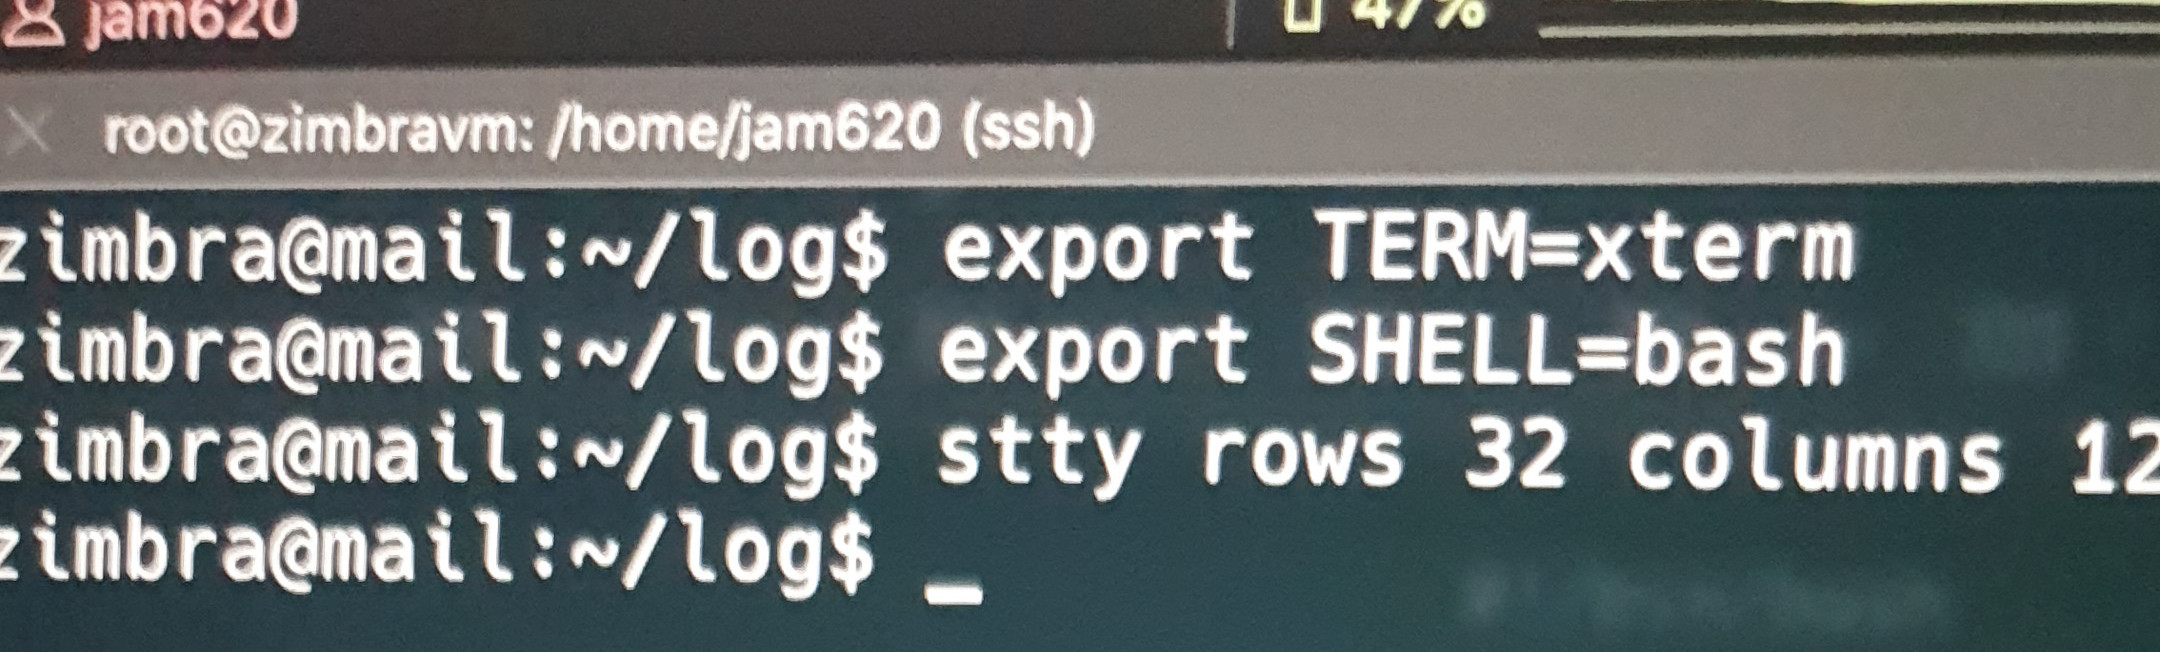 jam620
47%
root@zimbravm: /home/jam620 (ssh)
zimbra@mail:~/log$ export TERM=xterm
zimbra@mail:~/log$ export SHELL=bash
zimbra@mail:~/log$ stty rows 32 columns 12
zimbra@mail:~/log$ _